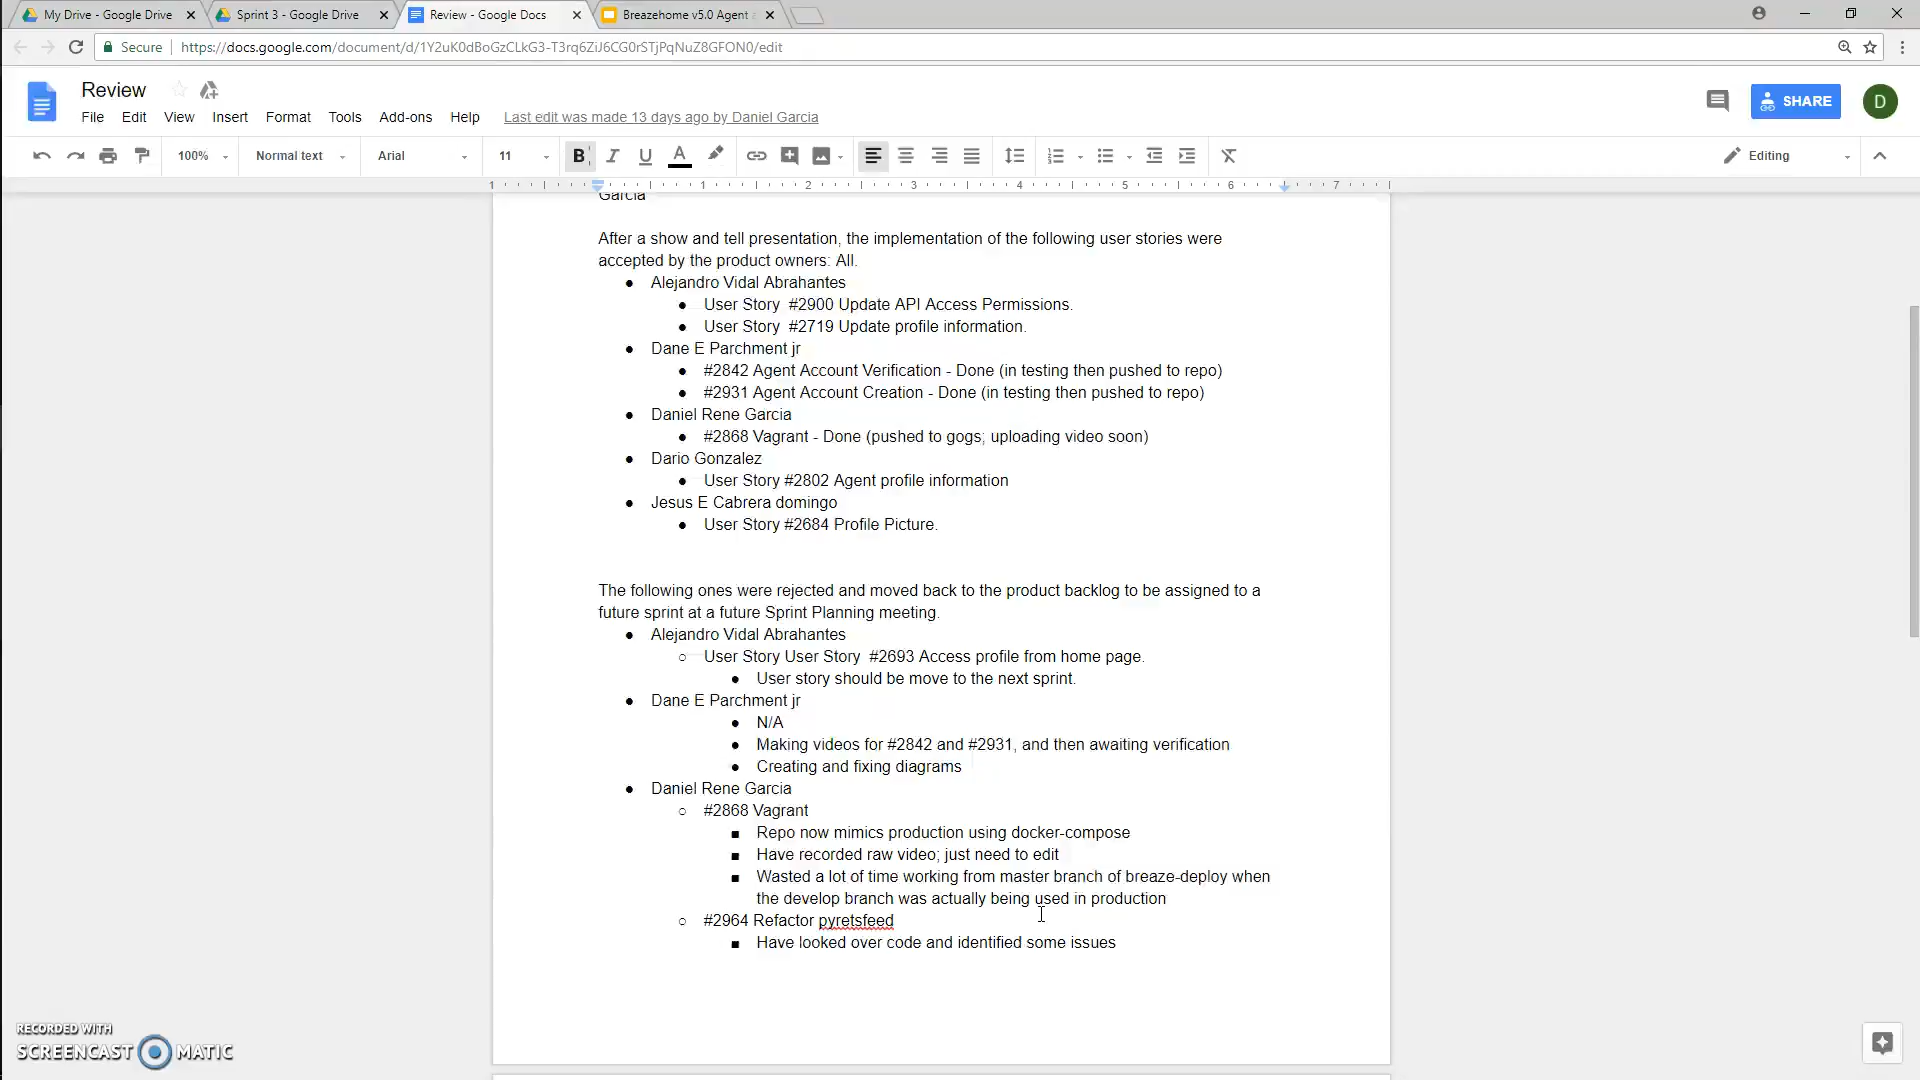 My Drive - Google Drive
Sprint 3 - Google Drive
Review - Google Docs
Breazehome v5.0 Agent
Secure
https://docs.google.com/document/d/1Y2uK0dBoGzCLkG3-T3rq6ZiJ6CG0rSTjPqNuZ8GFON0/edit
Review
SHARE
D
File Edit View Insert Format Tools Add-ons Help Last edit was made 13 days ago by Daniel Garcia
100% Normal text Arial 11 B I U A Editing
1 1 2 3 4 5 6 7
Garcia
After a show and tell presentation, the implementation of the following user stories were
accepted by the product owners: All.
● Alejandro Vidal Abrahantes
● User Story #2900 Update API Access Permissions.
● User Story #2719 Update profile information.
● Dane E Parchment jr
● #2842 Agent Account Verification - Done (in testing then pushed to repo)
● #2931 Agent Account Creation - Done (in testing then pushed to repo)
● Daniel Rene Garcia
● #2868 Vagrant - Done (pushed to gogs; uploading video soon)
● Dario Gonzalez
● User Story #2802 Agent profile information
● Jesus E Cabrera domingo
● User Story #2684 Profile Picture.
The following ones were rejected and moved back to the product backlog to be assigned to a
future sprint at a future Sprint Planning meeting.
● Alejandro Vidal Abrahantes
○ User Story User Story #2693 Access profile from home page.
● User story should be move to the next sprint.
● Dane E Parchment jr
● N/A
● Making videos for #2842 and #2931, and then awaiting verification
● Creating and fixing diagrams
● Daniel Rene Garcia
○ #2868 Vagrant
■ Repo now mimics production using docker-compose
■ Have recorded raw video; just need to edit
■ Wasted a lot of time working from master branch of breaze-deploy when
the develop branch was actually being used in production
○ #2964 Refactor pyretsfeed
■ Have looked over code and identified some issues
RECORDED WITH
SCREENCAST MATIC